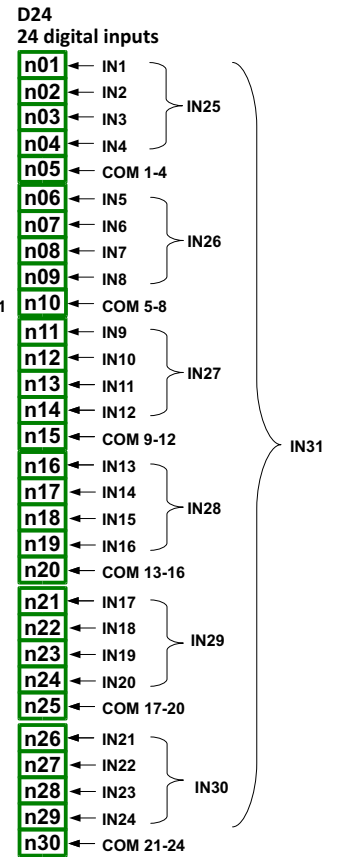 D24
24 digital inputs
n01 IN1
n02 IN2
IN25
n03 IN3
n04 IN4
n05 COM 1-4
n06 IN5
n07 IN6
IN26
n08 IN7
n09 IN8
1 n10 COM 5-8
n11 IN9
n12 IN10
IN27
n13 IN11
n14 IN12
n15 COM 9-12
IN31
n16 IN13
n17 IN14
IN28
n18 IN15
n19 IN16
n20 COM 13-16
n21 IN17
n22 IN18
IN29
n23 IN19
n24 IN20
n25 COM 17-20
n26 IN21
n27 IN22
IN30
n28 IN23
n29 IN24
n30 COM 21-24